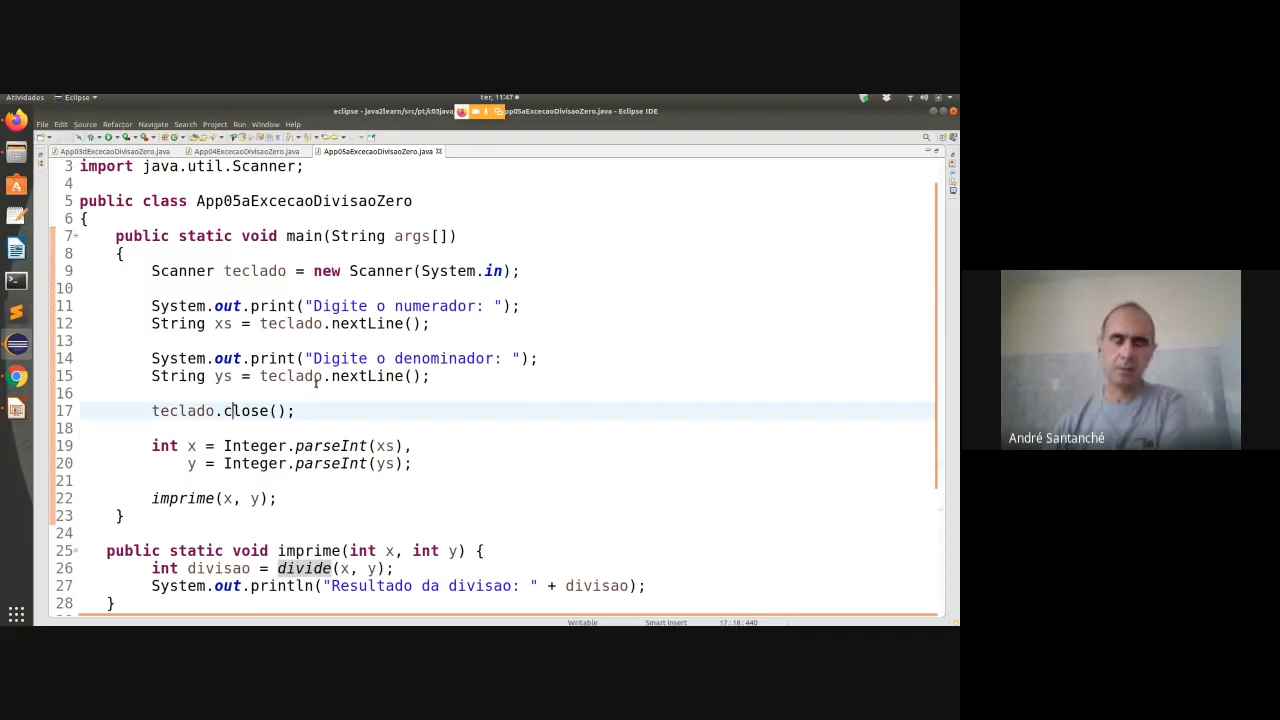 Atividades
Eclipse
ter, 11:47
eclipse - java2learn/src/pt/c03java
pp05aExcecaoDivisaoZero.java - Eclipse IDE
File Edit Source Refactor Navigate Search Project Run Window Help
App03dExcecaoDivisaoZero.java
App04ExcecaoDivisaoZero.java
App05aExcecaoDivisaoZero.java
3 import java.util.Scanner;
4
5 public class App05aExcecaoDivisaoZero
6 {
7 public static void main(String args[])
8 {
9 Scanner teclado = new Scanner(System.in);
10
11 System.out.print("Digite o numerador: ");
12 String xs = teclado.nextLine();
13
14 System.out.print("Digite o denominador: ");
15 String ys = teclado.nextLine();
16
17 teclado.close();
18
19 int x = Integer.parseInt(xs),
20 y = Integer.parseInt(ys);
21
22 imprime(x, y);
23 }
24
25 public static void imprime(int x, int y) {
26 int divisao = divide(x, y);
27 System.out.println("Resultado da divisao: " + divisao);
28 }
Writable
Smart Insert
17:18:440
André Santanché